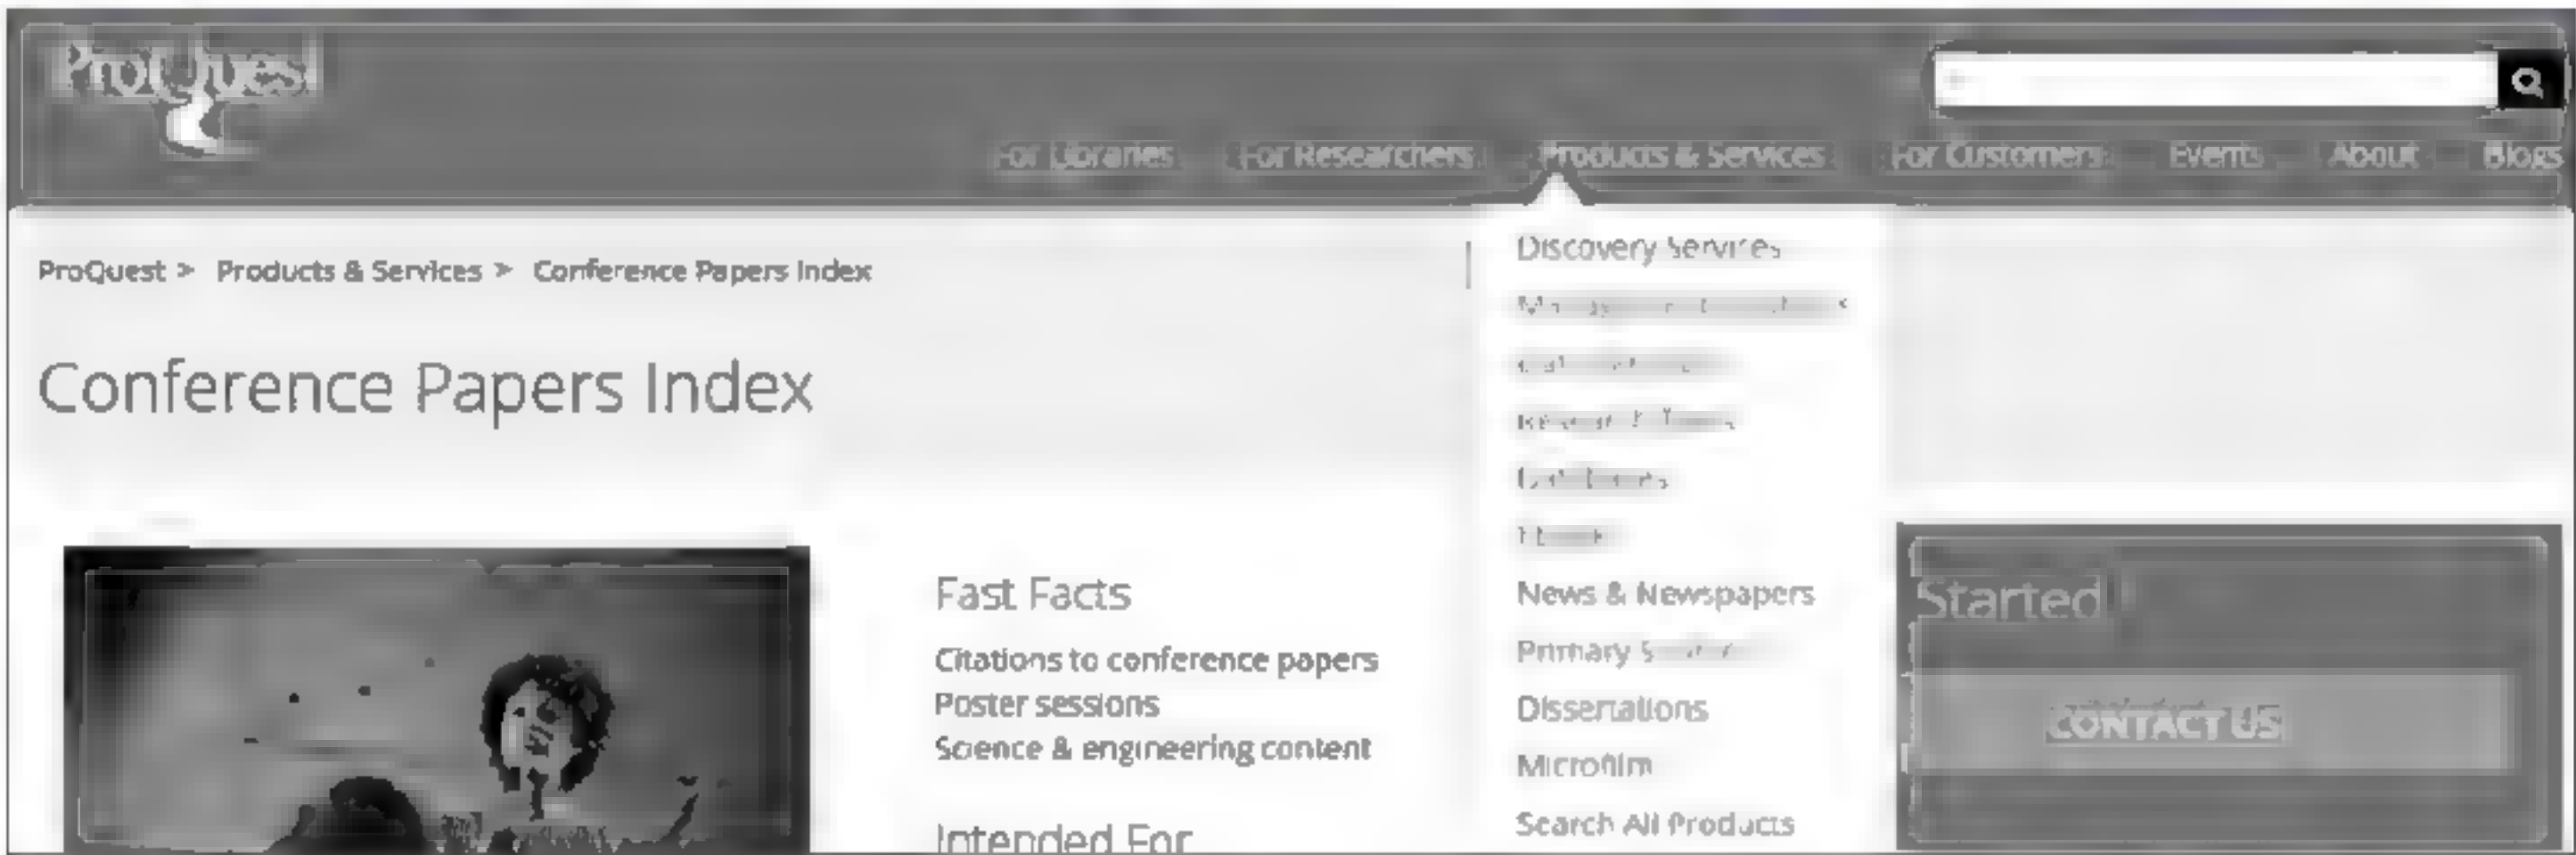 ProQuest
For Libraries For Researchers Products & Services For Customers Events About Blogs
ProQuest > Products & Services > Conference Papers Index
Conference Papers Index
Discovery Services
News & Newspapers
Primary
Dissertations
Microfilm
Search All Products
Fast Facts
Citations to conference papers
Poster sessions
Science & engineering content
Intended For
Started
CONTACT US